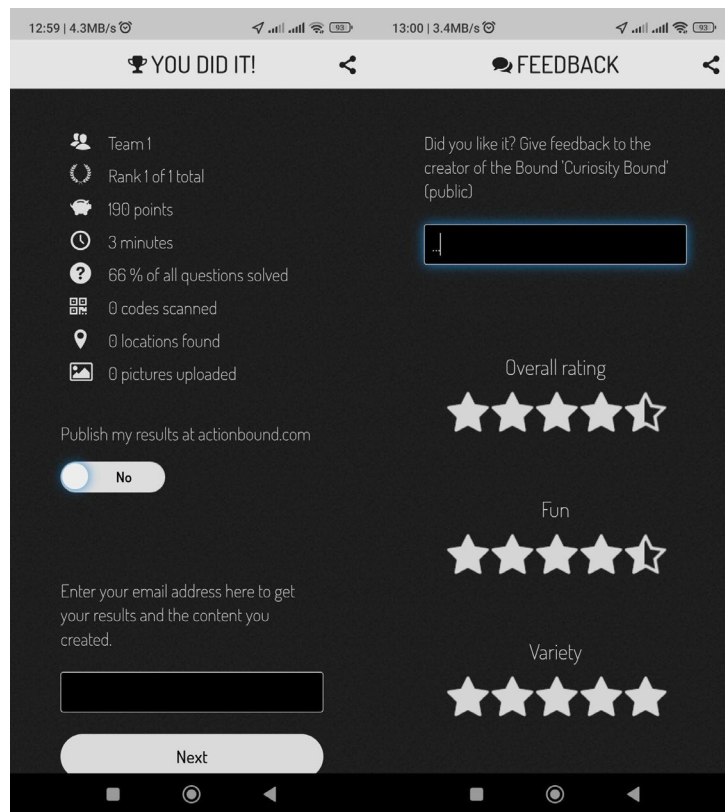 12:59 | 4.3MB/s
93
YOU DID IT!
Team 1
Rank 1 of 1 total
190 points
3 minutes
66 % of all questions solved
0 codes scanned
0 locations found
0 pictures uploaded
Publish my results at actionbound.com
No
Enter your email address here to get
your results and the content you
created.
Next
13:00 | 3.4MB/s
93
FEEDBACK
Did you like it? Give feedback to the
creator of the Bound 'Curiosity Bound'
(public)
...
Overall rating
Fun
Variety